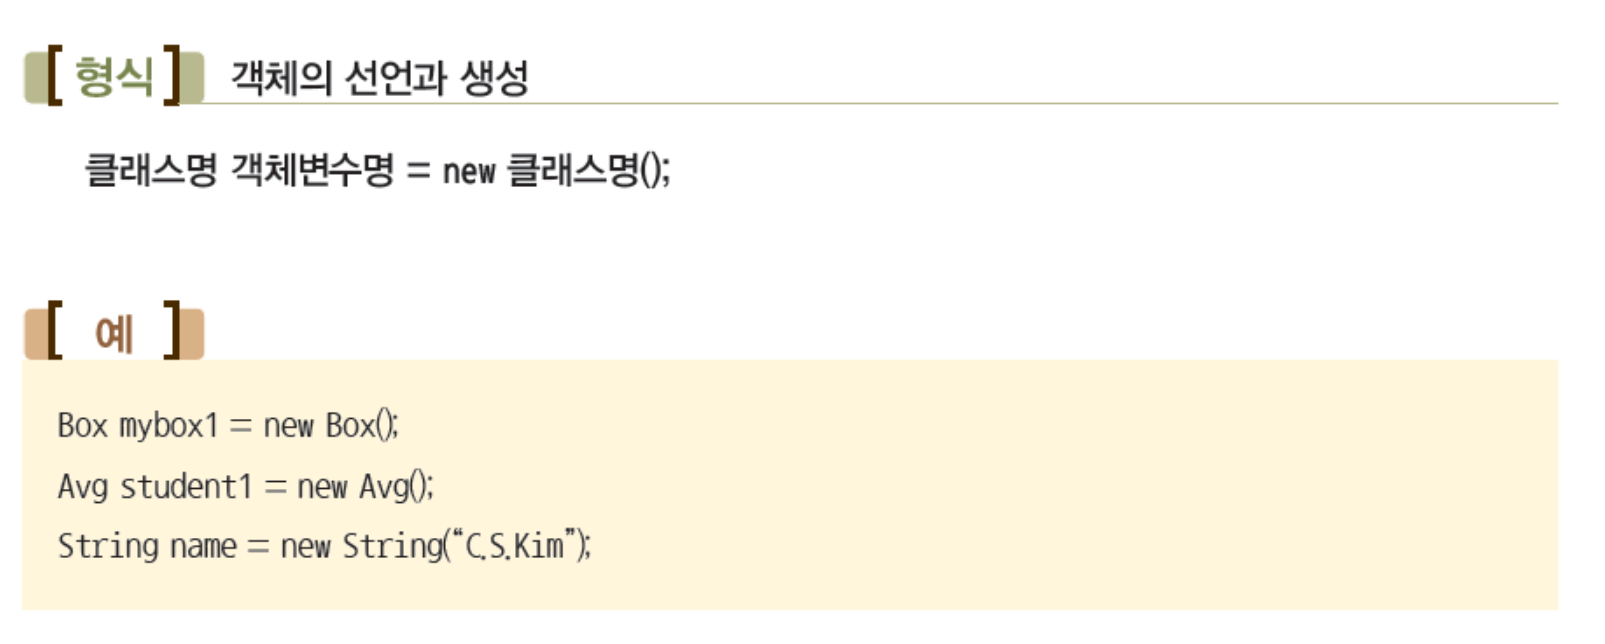 [ 형식 ] 객체의 선언과 생성
클래스명 객체변수명 = new 클래스명();
[ 예 ]
Box mybox1 = new Box();
Avg student1 = new Avg();
String name = new String(“C.S.Kim”);